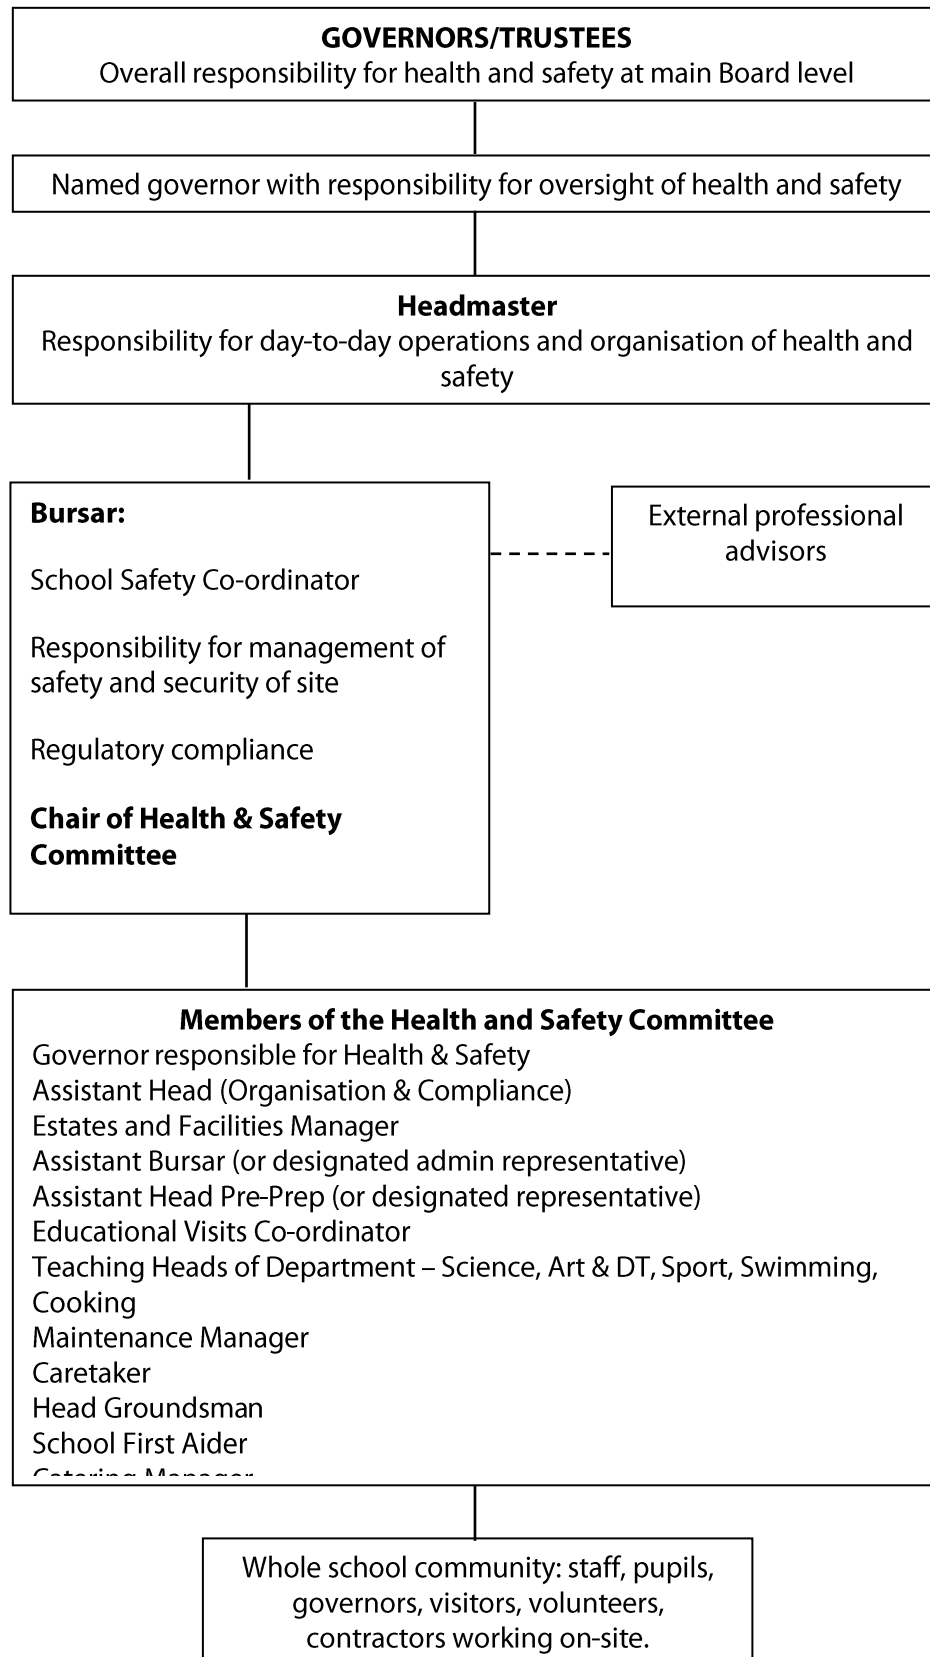 GOVERNORS/TRUSTEES
Overall responsibility for health and safety at main Board level
Named governor with responsibility for oversight of health and safety
Headmaster
Responsibility for day-to-day operations and organisation of health and
safety
Bursar:
School Safety Co-ordinator
Responsibility for management of
safety and security of site
Regulatory compliance
Chair of Health & Safety
Committee
External professional
advisors
Members of the Health and Safety Committee
Governor responsible for Health & Safety
Assistant Head (Organisation & Compliance)
Estates and Facilities Manager
Assistant Bursar (or designated admin representative)
Assistant Head Pre-Prep (or designated representative)
Educational Visits Co-ordinator
Teaching Heads of Department – Science, Art & DT, Sport, Swimming,
Cooking
Maintenance Manager
Caretaker
Head Groundsman
School First Aider
Catering Manager
Whole school community: staff, pupils,
governors, visitors, volunteers,
contractors working on-site.